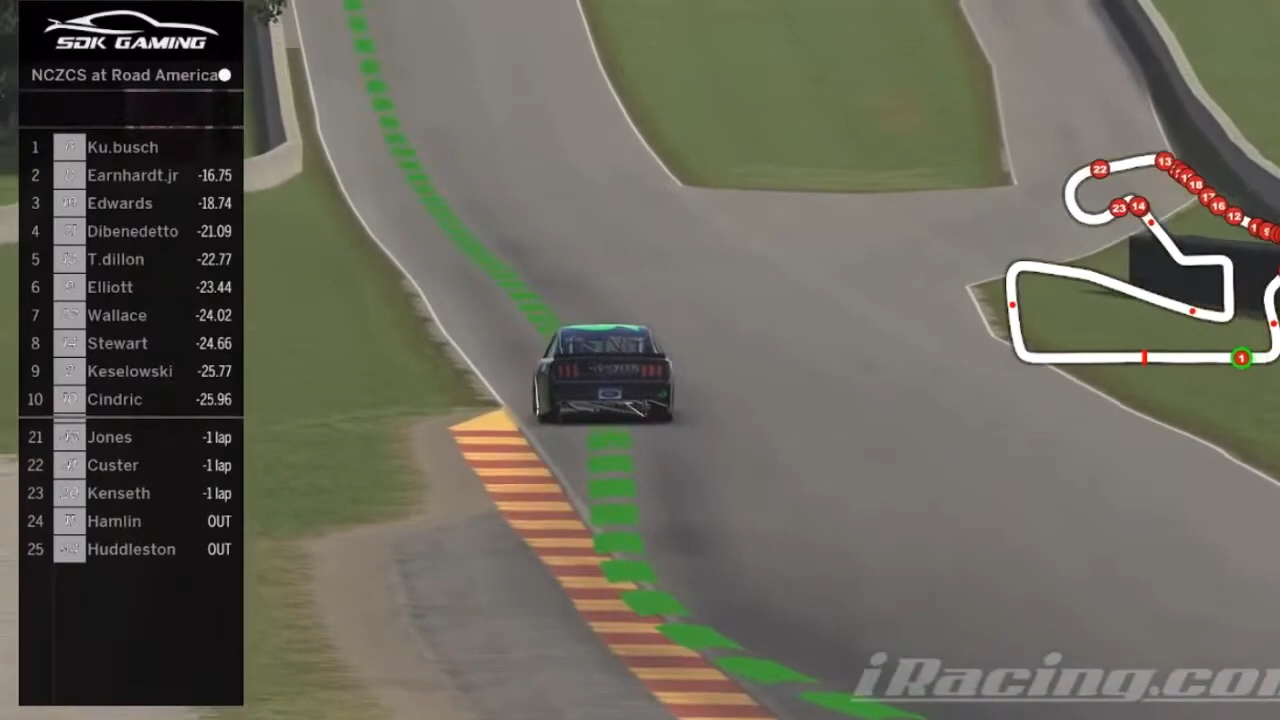 SDK GAMING
NCZCS at Road America
1 Ku.busch
2 Earnhardt.jr -16.75
3 Edwards -18.74
4 Dibenedetto -21.09
5 T.dillon -22.77
6 Elliott -23.44
7 Wallace -24.02
8 Stewart -24.66
9 Keselowski -25.77
10 Cindric -25.96
21 Jones -1 lap
22 Custer -1 lap
23 Kenseth -1 lap
24 Hamlin OUT
25 Huddleston OUT
22
13
18
17
16
12
9
23
14
1
iRacing.com